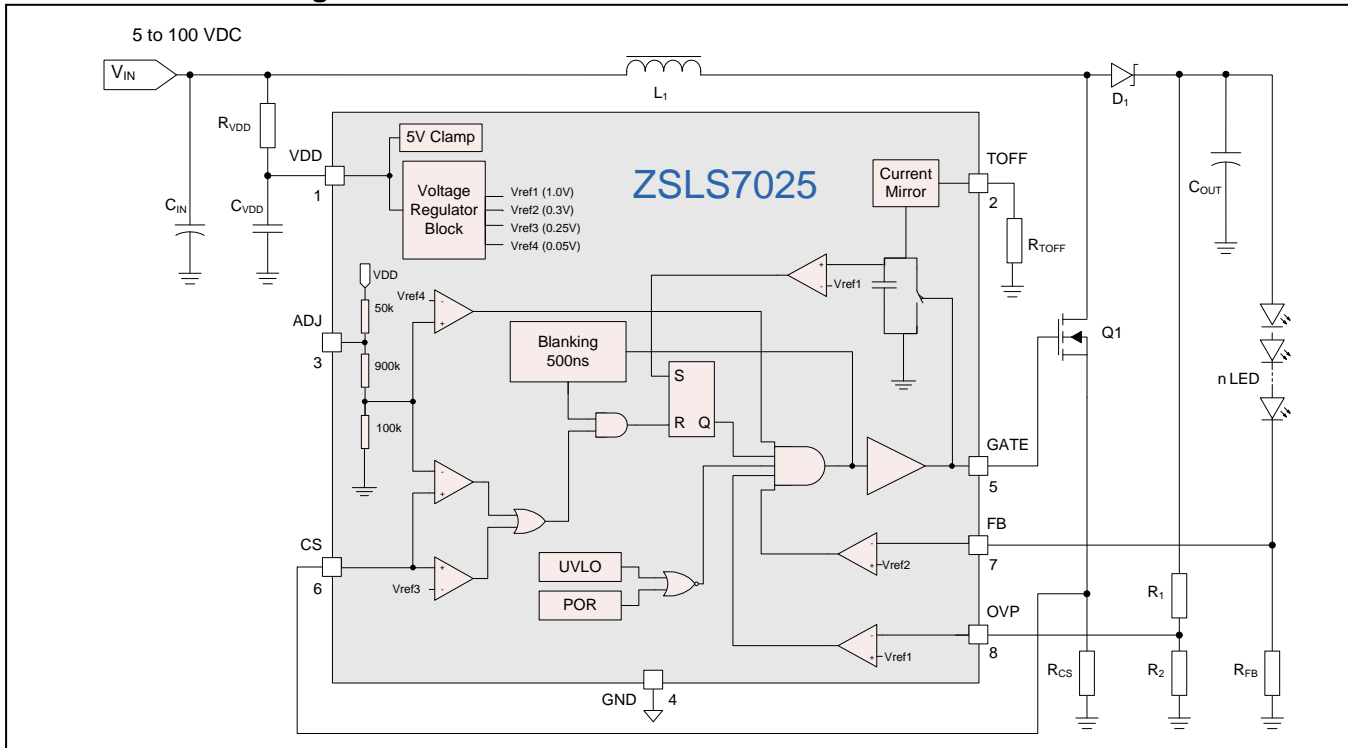 5 to 100 VDC
VIN
L1
D1
RVDD
VDD
1
CIN
CVDD
5V Clamp
Voltage
Regulator
Block
Vref1 (1.0V)
Vref2 (0.3V)
Vref3 (0.25V)
Vref4 (0.05V)
ZSLS7025
Current
Mirror
TOFF
2
RTOFF
COUT
VDD
50k
ADJ
3
900k
100k
Vref4
+
-
Vref1
+
-
Blanking
500ns
S
R Q
Q1
n LED
GATE
5
CS
6
-
+
+
-
Vref3
UVLO
POR
FB
7
-
+
Vref2
OVP
8
-
+
Vref1
R1
RCS
R2
RFB
GND
4